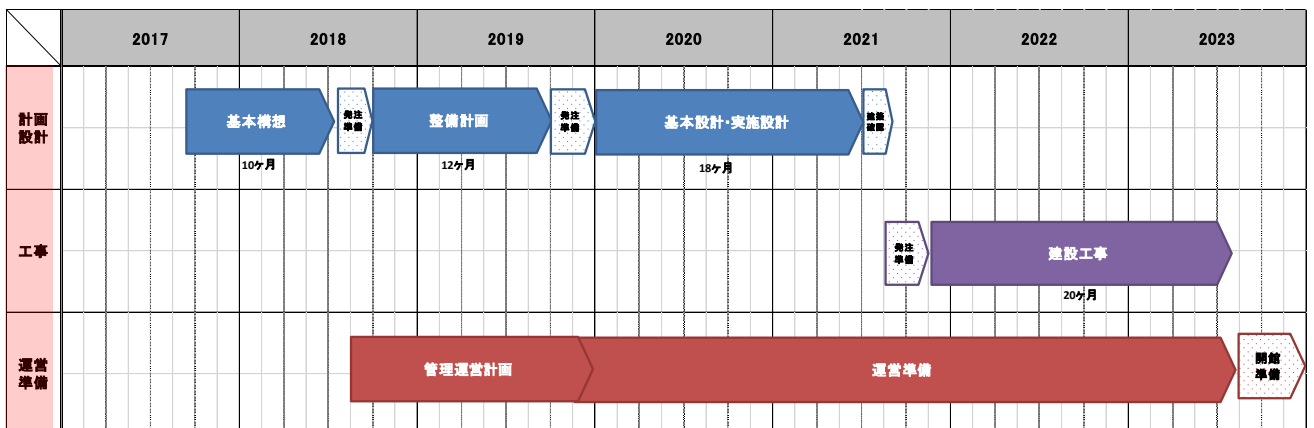 2017 2018 2019 2020 2021 2022 2023
計画
設計
基本構想
10ヶ月
発注
準備
整備計画
12ヶ月
発注
準備
基本設計・実施設計
18ヶ月
建築
確認
工事
発注
準備
建設工事
20ヶ月
運営
準備
管理運営計画
運営準備
開館
準備